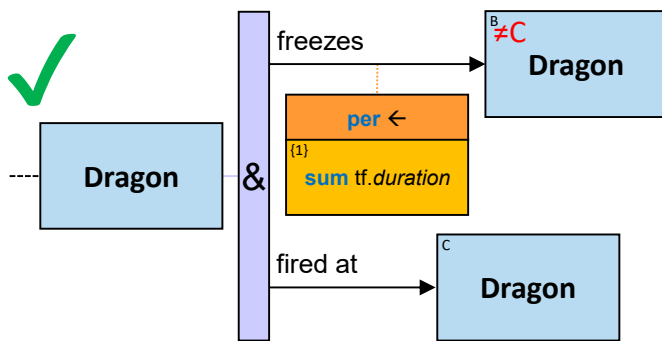 freezes
B
≠C
Dragon
per ←
{1}
sum tf.duration
Dragon
&
fired at
C
Dragon